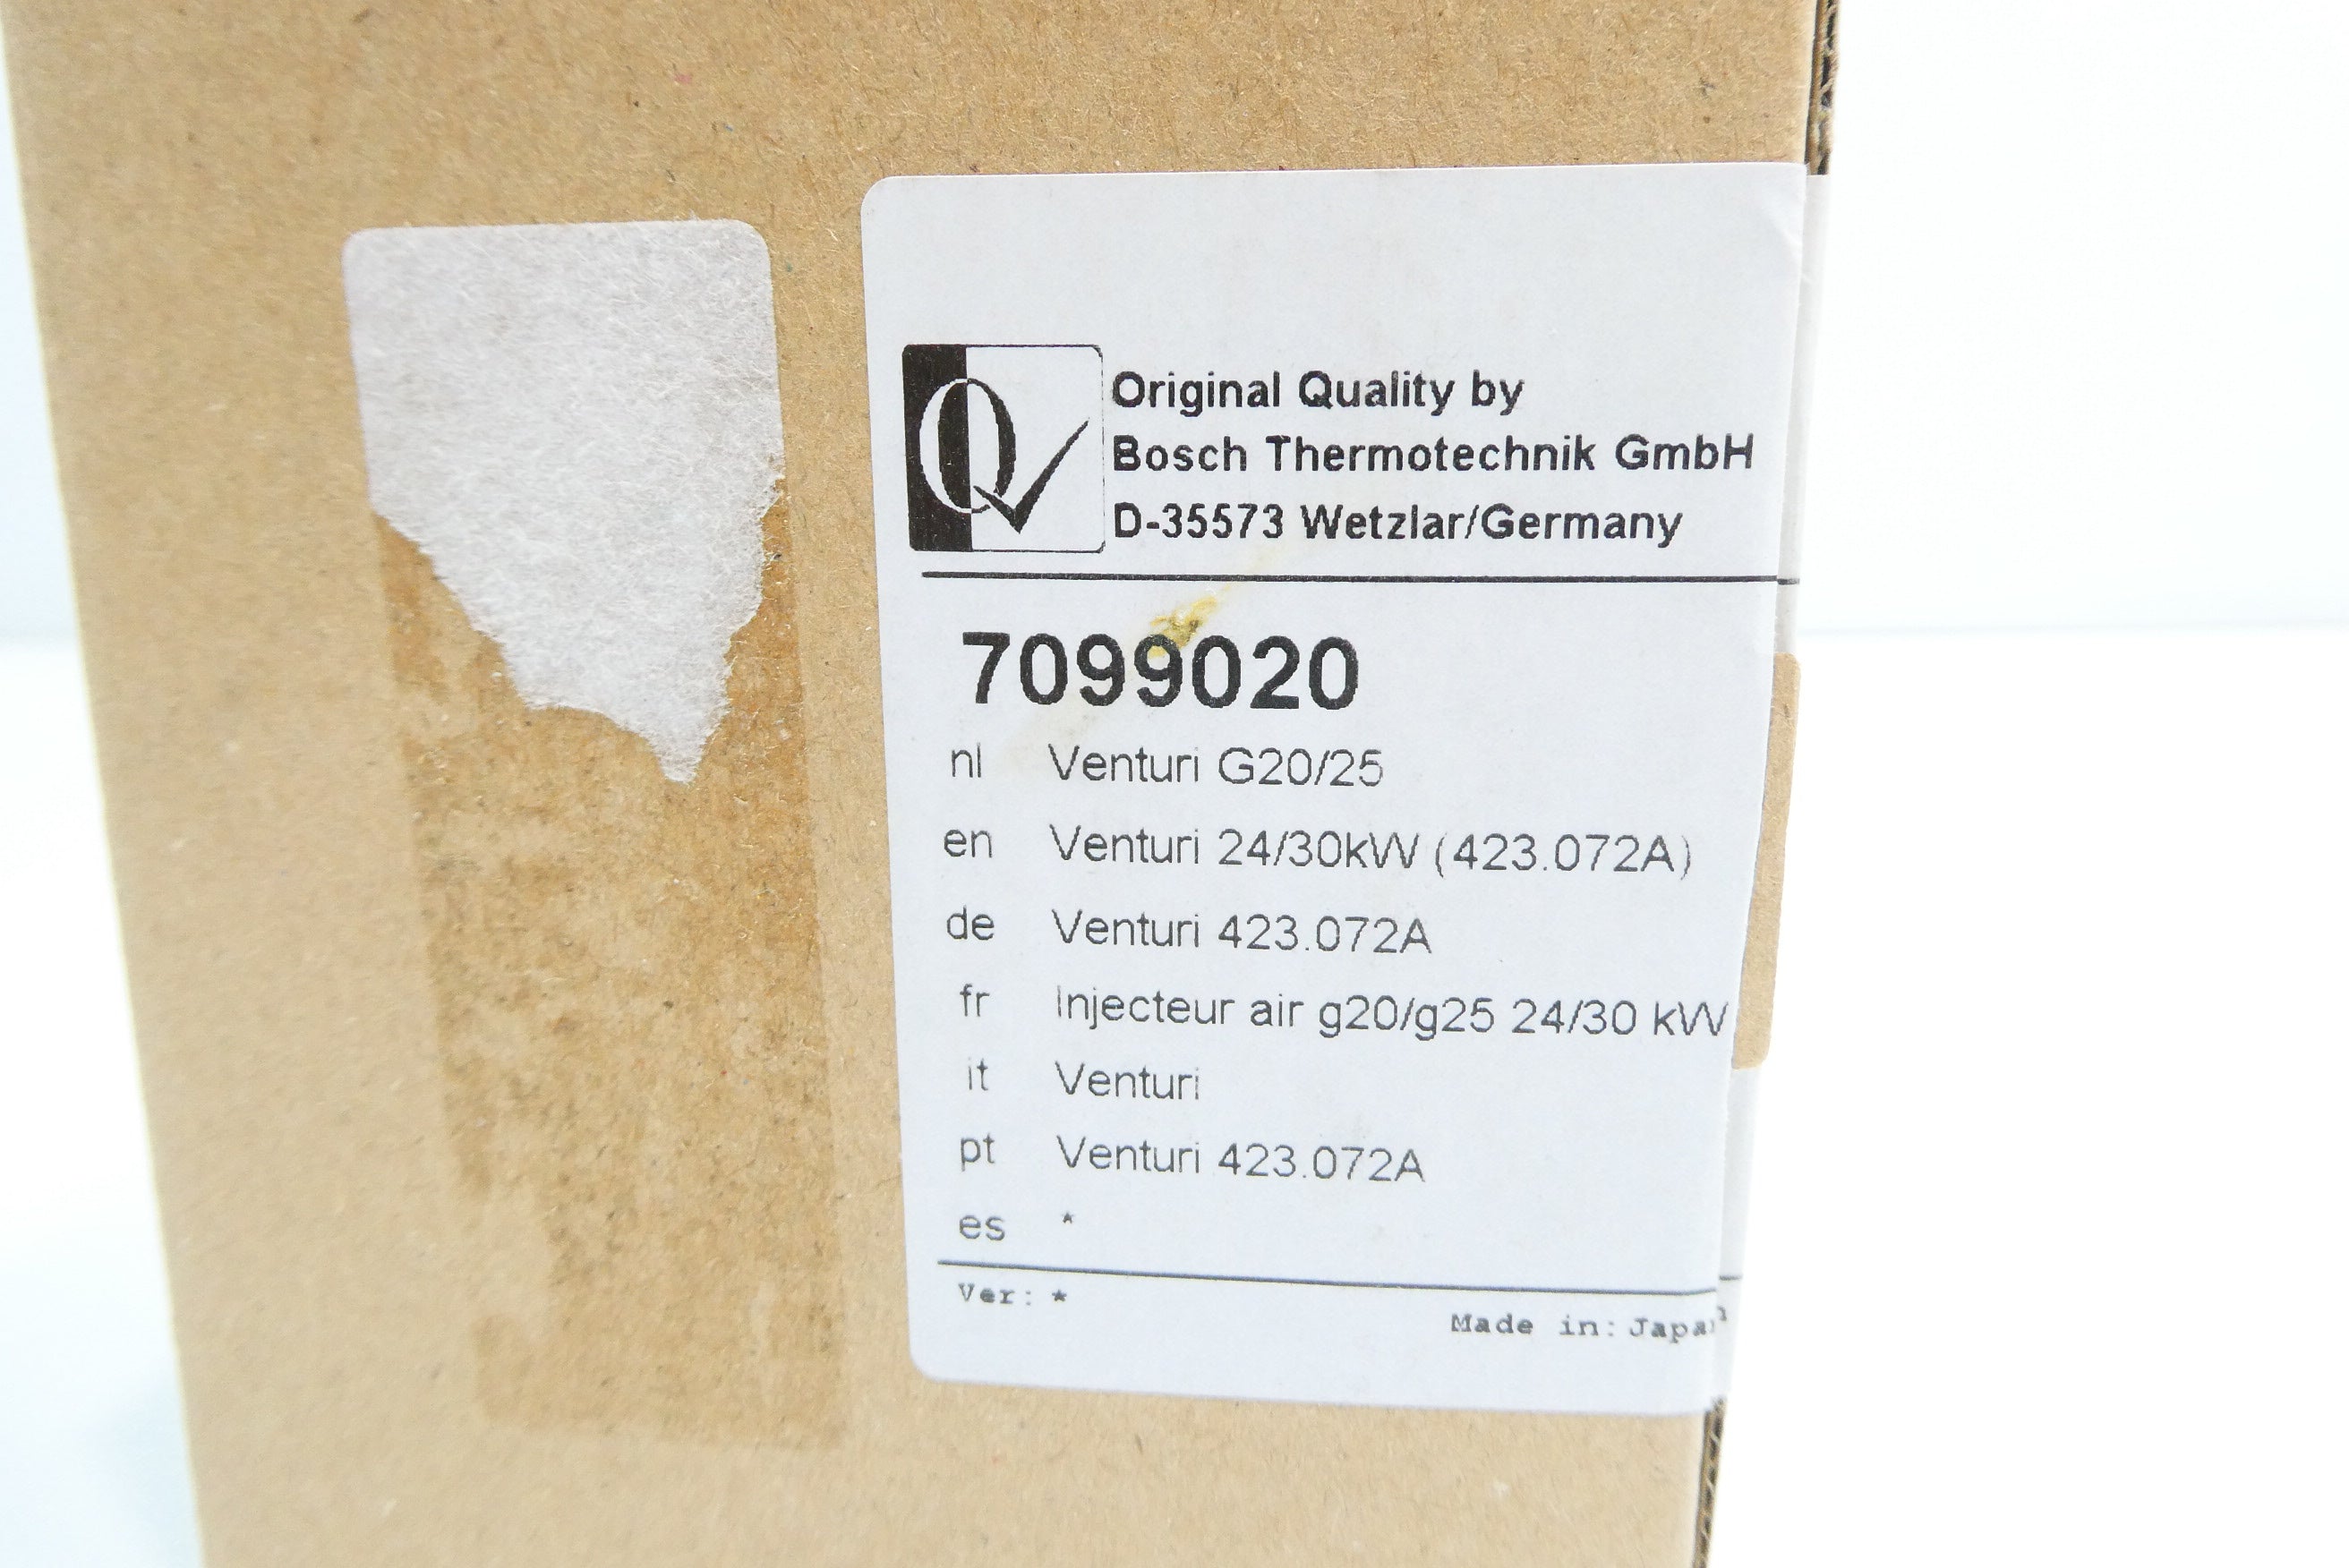 Original Quality by
Bosch Thermotechnik GmbH
D-35573 Wetzlar/Germany
7099020
nl Venturi G20/25
en Venturi 24/30kW (423.072A)
de Venturi 423.072A
fr Injecteur air g20/g25 24/30 kW
it Venturi
pt Venturi 423.072A
es *
Ver: *
Made in: Japan